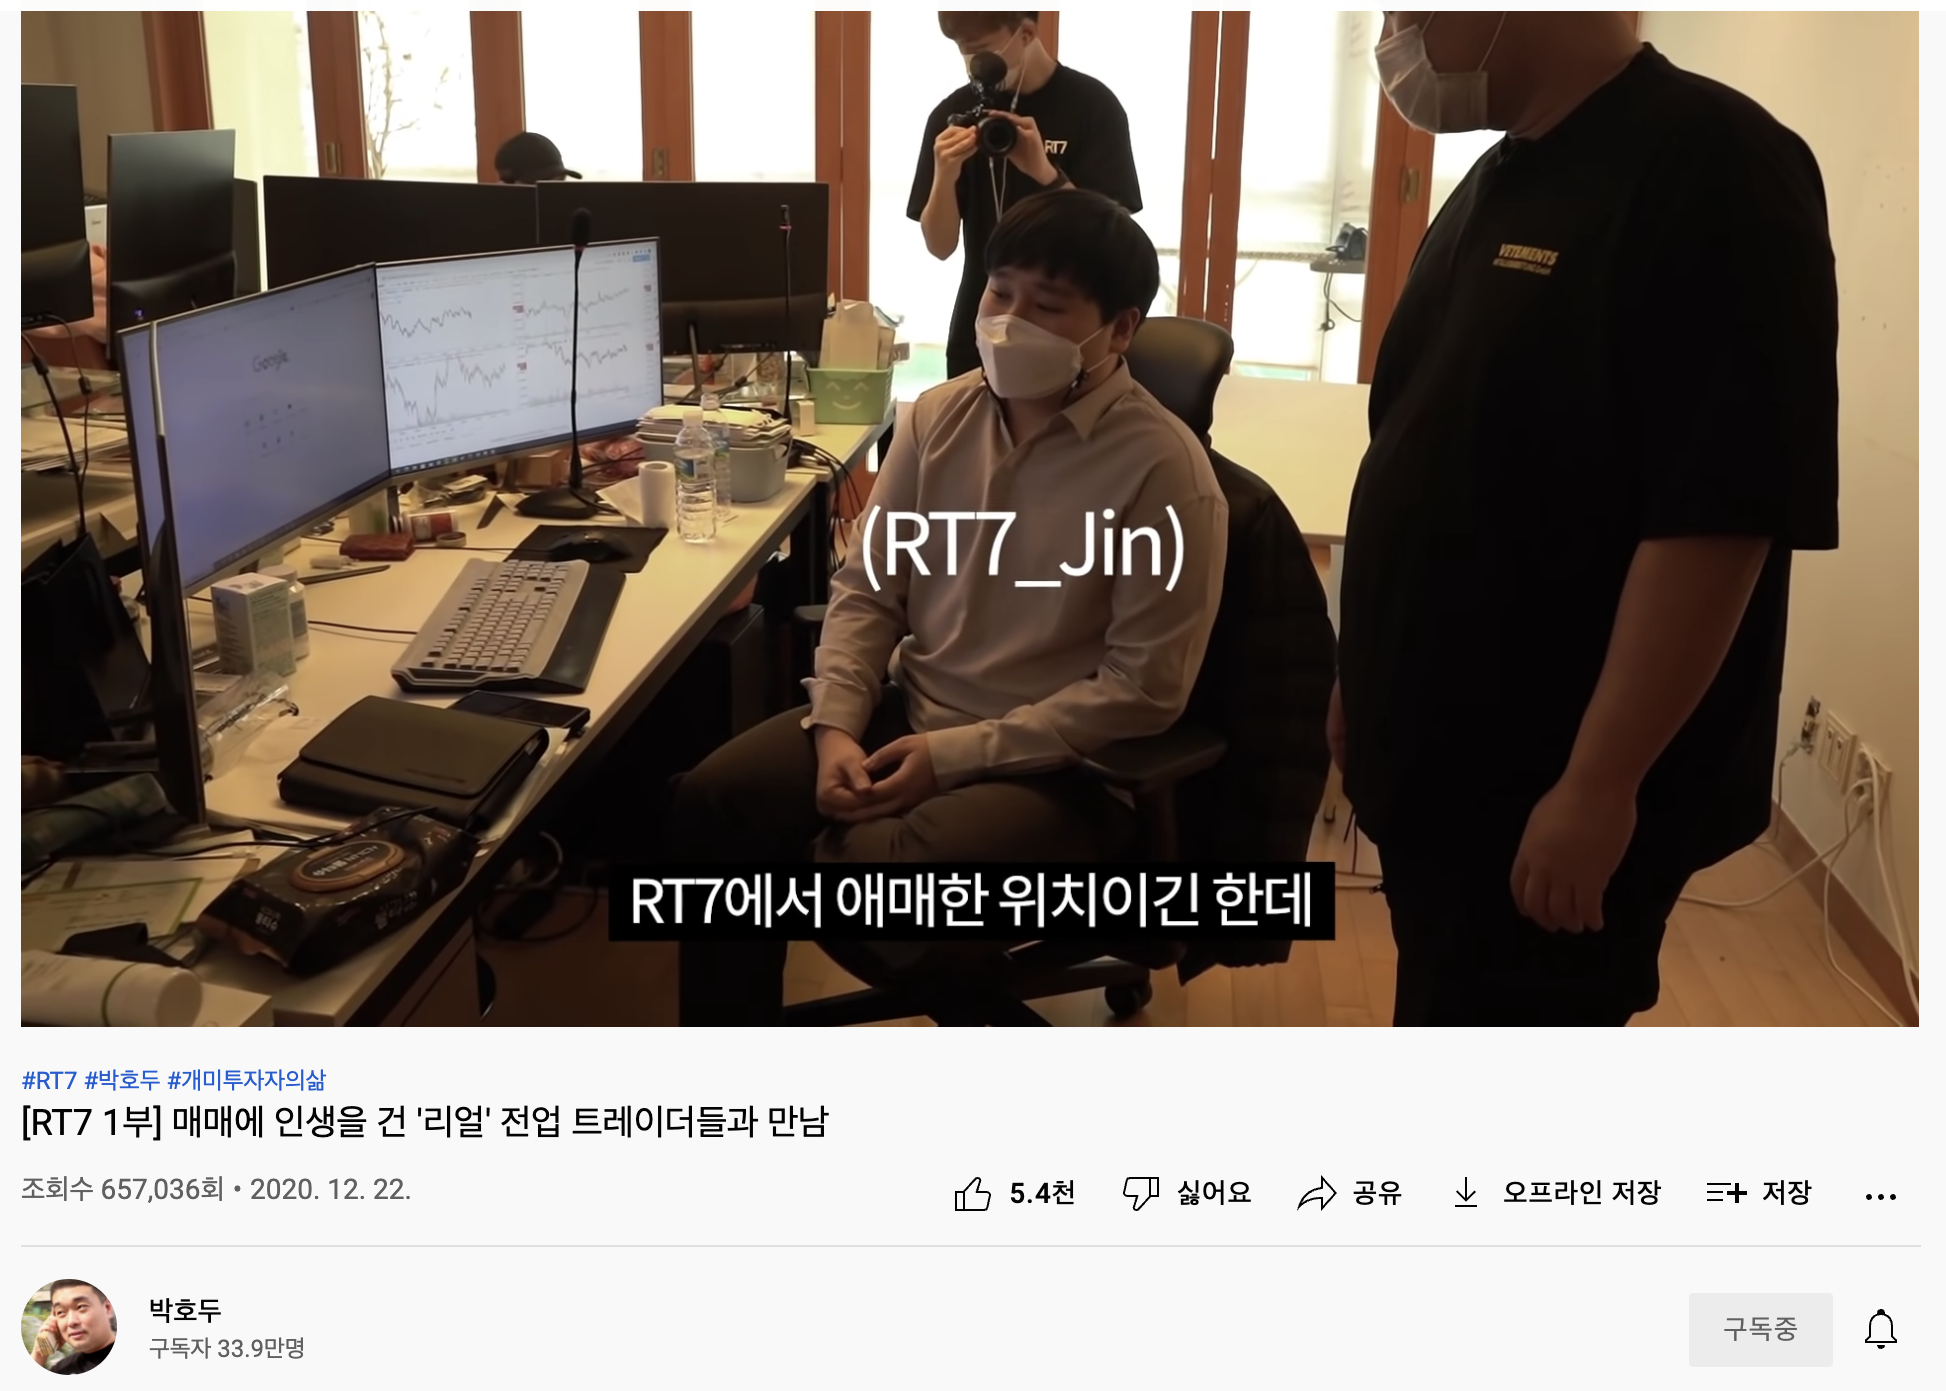 RT7
VETEMENTS
Google
(RT7_Jin)
RT7에서 애매한 위치이긴 한데
#RT7 #박호두 #개미투자자의삶
[RT7 1부] 매매에 인생을 건 '리얼' 전업 트레이더들과 만남
조회수 657,036회 • 2020. 12. 22.
5.4천 싫어요 공유 오프라인 저장 저장 ...
박호두
구독자 33.9만명
구독중